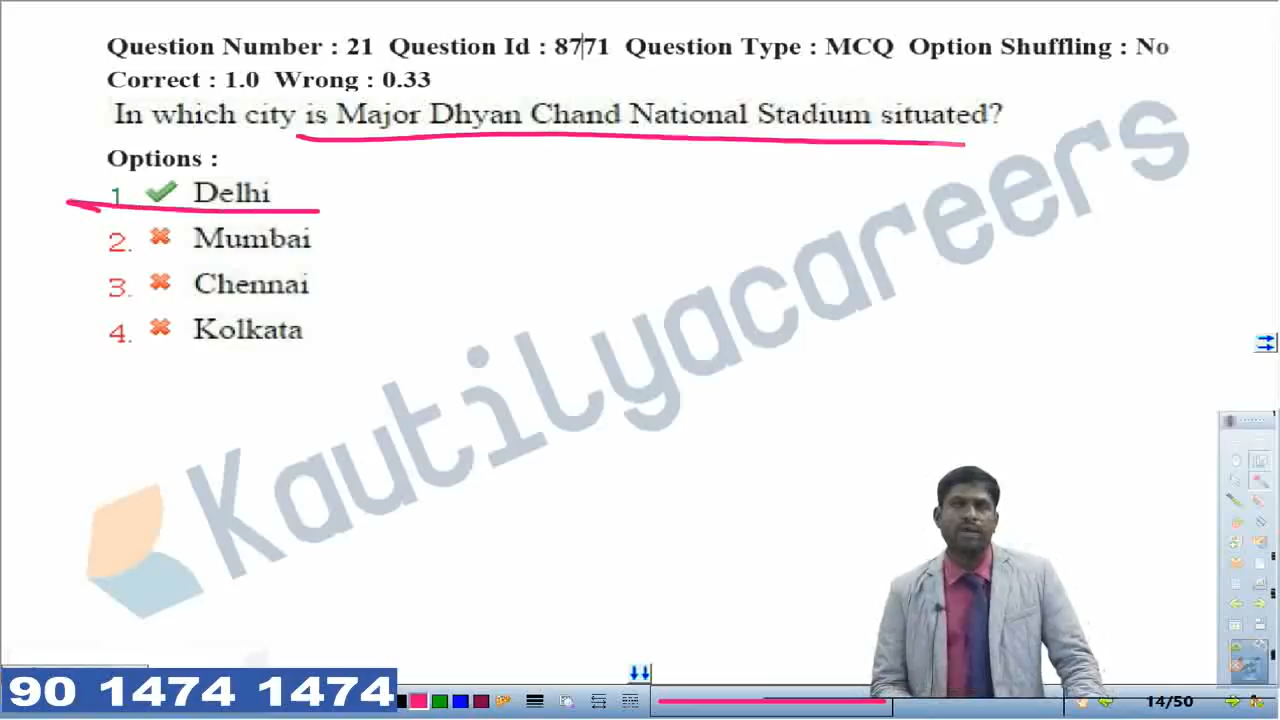 Question Number : 21 Question Id : 8771 Question Type : MCQ Option Shuffling : No
Correct : 1.0 Wrong : 0.33
In which city is Major Dhyan Chand National Stadium situated?
Options :
1. Delhi
2. Mumbai
3. Chennai
4. Kolkata
Kautilyacareers
90 1474 1474
14/50